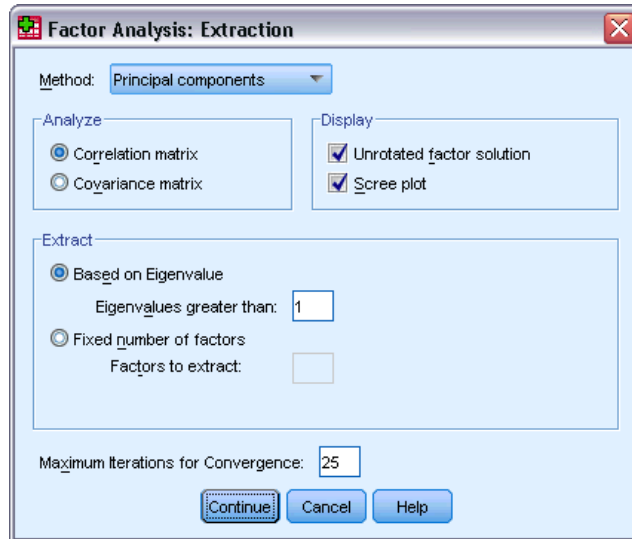 Factor Analysis: Extraction
Method: Principal components
Analyze
Correlation matrix
Covariance matrix
Display
Unrotated factor solution
Scree plot
Extract
Based on Eigenvalue
Eigenvalues greater than: 1
Fixed number of factors
Factors to extract:
Maximum Iterations for Convergence: 25
Continue Cancel Help